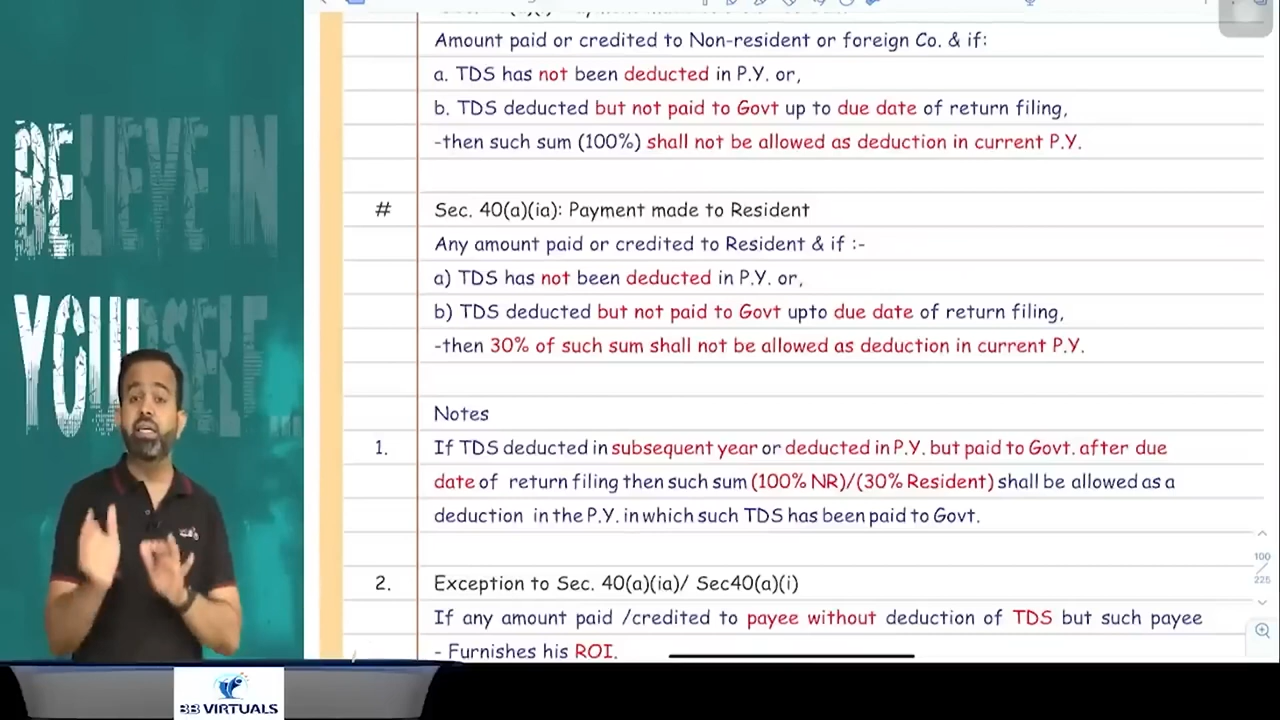 BELIEVE IN
YOURSELF...
Amount paid or credited to Non-resident or foreign Co. & if:
a. TDS has not been deducted in P.Y. or,
b. TDS deducted but not paid to Govt up to due date of return filing,
-then such sum (100%) shall not be allowed as deduction in current P.Y.
# Sec. 40(a)(ia): Payment made to Resident
Any amount paid or credited to Resident & if :-
a) TDS has not been deducted in P.Y. or,
b) TDS deducted but not paid to Govt upto due date of return filing,
-then 30% of such sum shall not be allowed as deduction in current P.Y.
Notes
1. If TDS deducted in subsequent year or deducted in P.Y. but paid to Govt. after due
date of return filing then such sum (100% NR)/(30% Resident) shall be allowed as a
deduction in the P.Y. in which such TDS has been paid to Govt.
100
225
2. Exception to Sec. 40(a)(ia)/ Sec40(a)(i)
If any amount paid /credited to payee without deduction of TDS but such payee
- Furnishes his ROI.
BB VIRTUALS